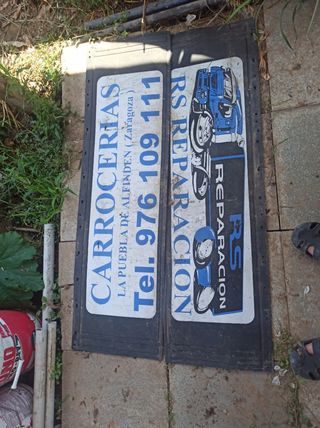 CARROCERIAS
LA PUEBLA DE ALFINDEN (Zaragoza)
Tel. 976 109 111
RS REPARACION
RS
REPARACION